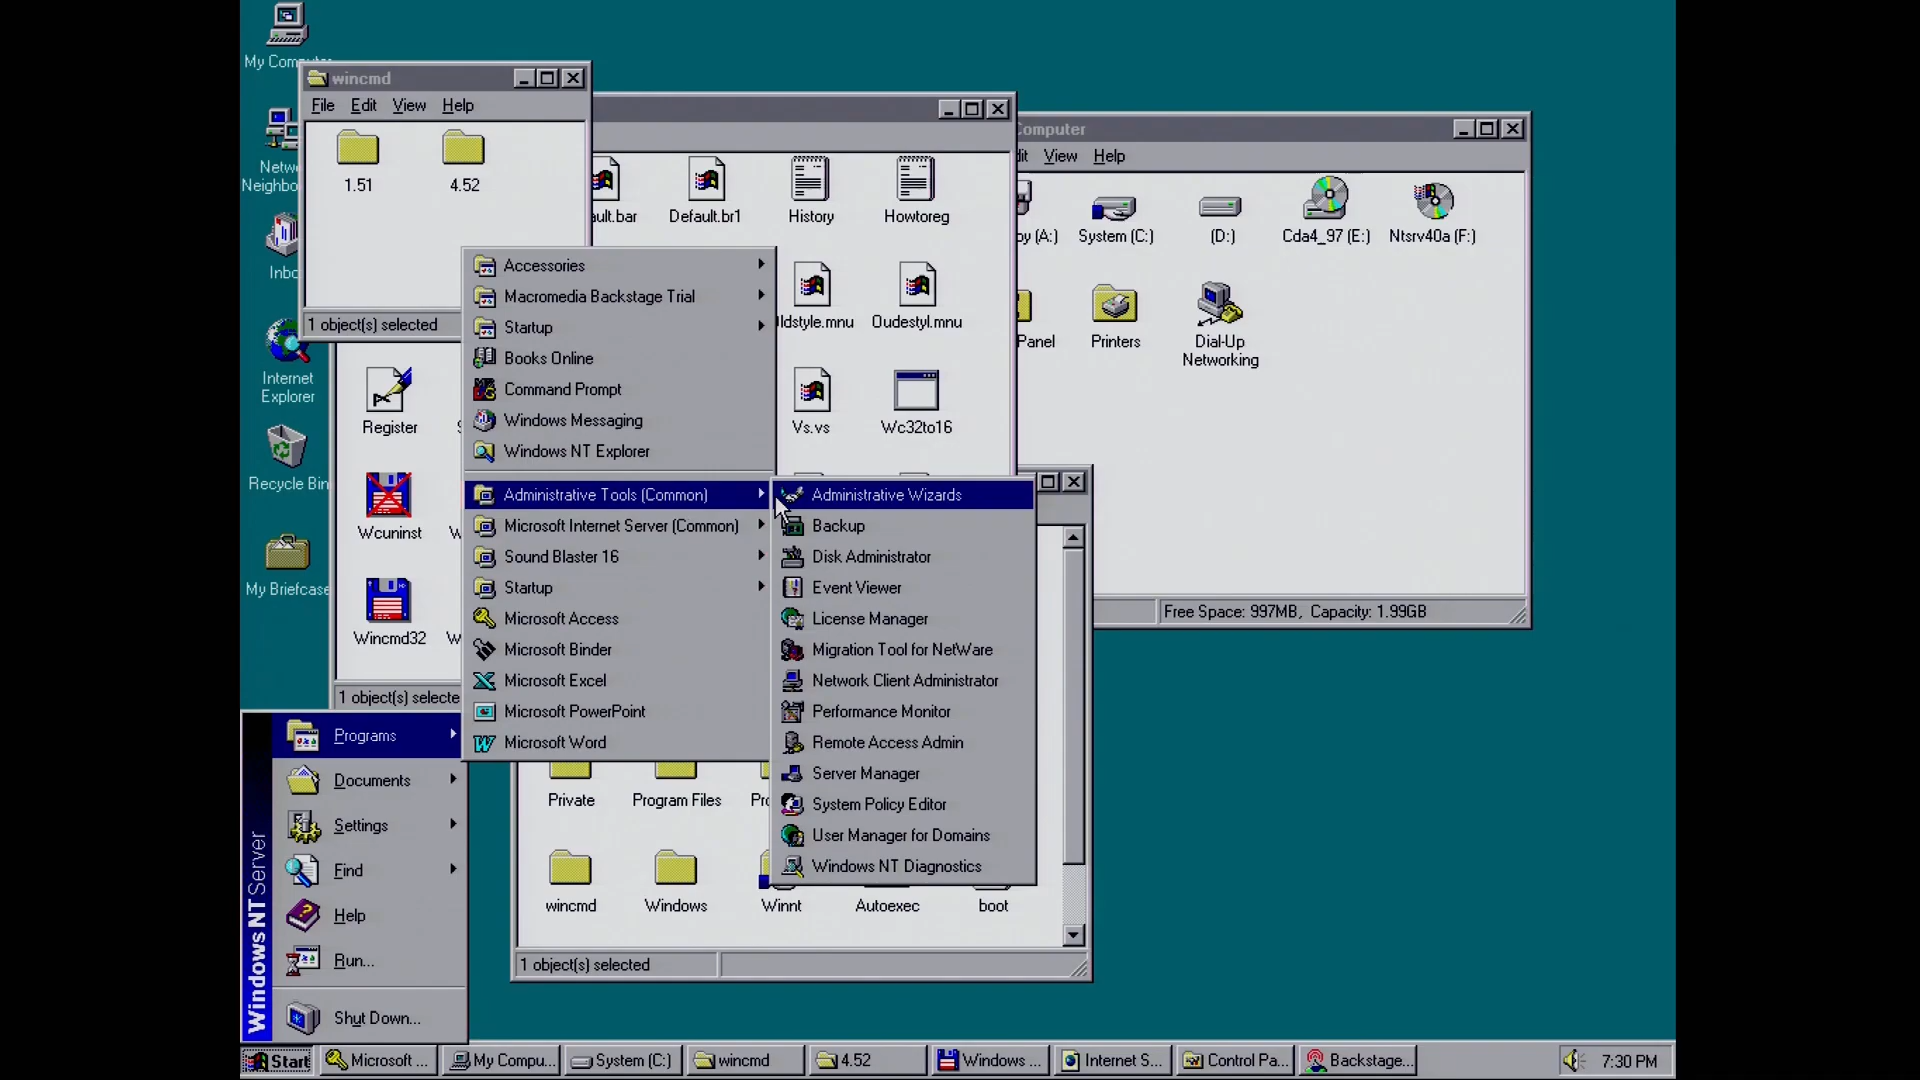 My Comp
wincmd
File Edit View Help
1.51
4.52
1 object(s) selected
Default.br1
History
Howtoreg
Oudestyl.mnu
Vs.vs
Wc32to16
Register
Wcuninst
Wincmd32
1 object(s) selecte
Computer
View Help
(A:)
System (C:)
(D:)
Cda4_97 (E:)
Ntsrv40a (F:)
Panel
Printers
Dial-Up
Networking
Free Space: 997MB, Capacity: 1.99GB
Netw
Neighbo
Inbo
Internet
Explorer
Recycle Bin
My Briefcase
Accessories
Macromedia Backstage Trial
Startup
Books Online
Command Prompt
Windows Messaging
Windows NT Explorer
Administrative Tools (Common)
Microsoft Internet Server (Common)
Sound Blaster 16
Startup
Microsoft Access
Microsoft Binder
Microsoft Excel
Microsoft PowerPoint
Microsoft Word
Administrative Wizards
Backup
Disk Administrator
Event Viewer
License Manager
Migration Tool for NetWare
Network Client Administrator
Performance Monitor
Remote Access Admin
Server Manager
System Policy Editor
User Manager for Domains
Windows NT Diagnostics
Programs
Documents
Settings
Find
Help
Run...
Shut Down...
Windows NT Server
Private
Program Files
wincmd
Windows
Winnt
Autoexec
boot
1 object(s) selected
Start
Microsoft ...
My Compu...
System (C:)
wincmd
4.52
Windows ...
Internet S...
Control Pa...
Backstage...
7:30 PM